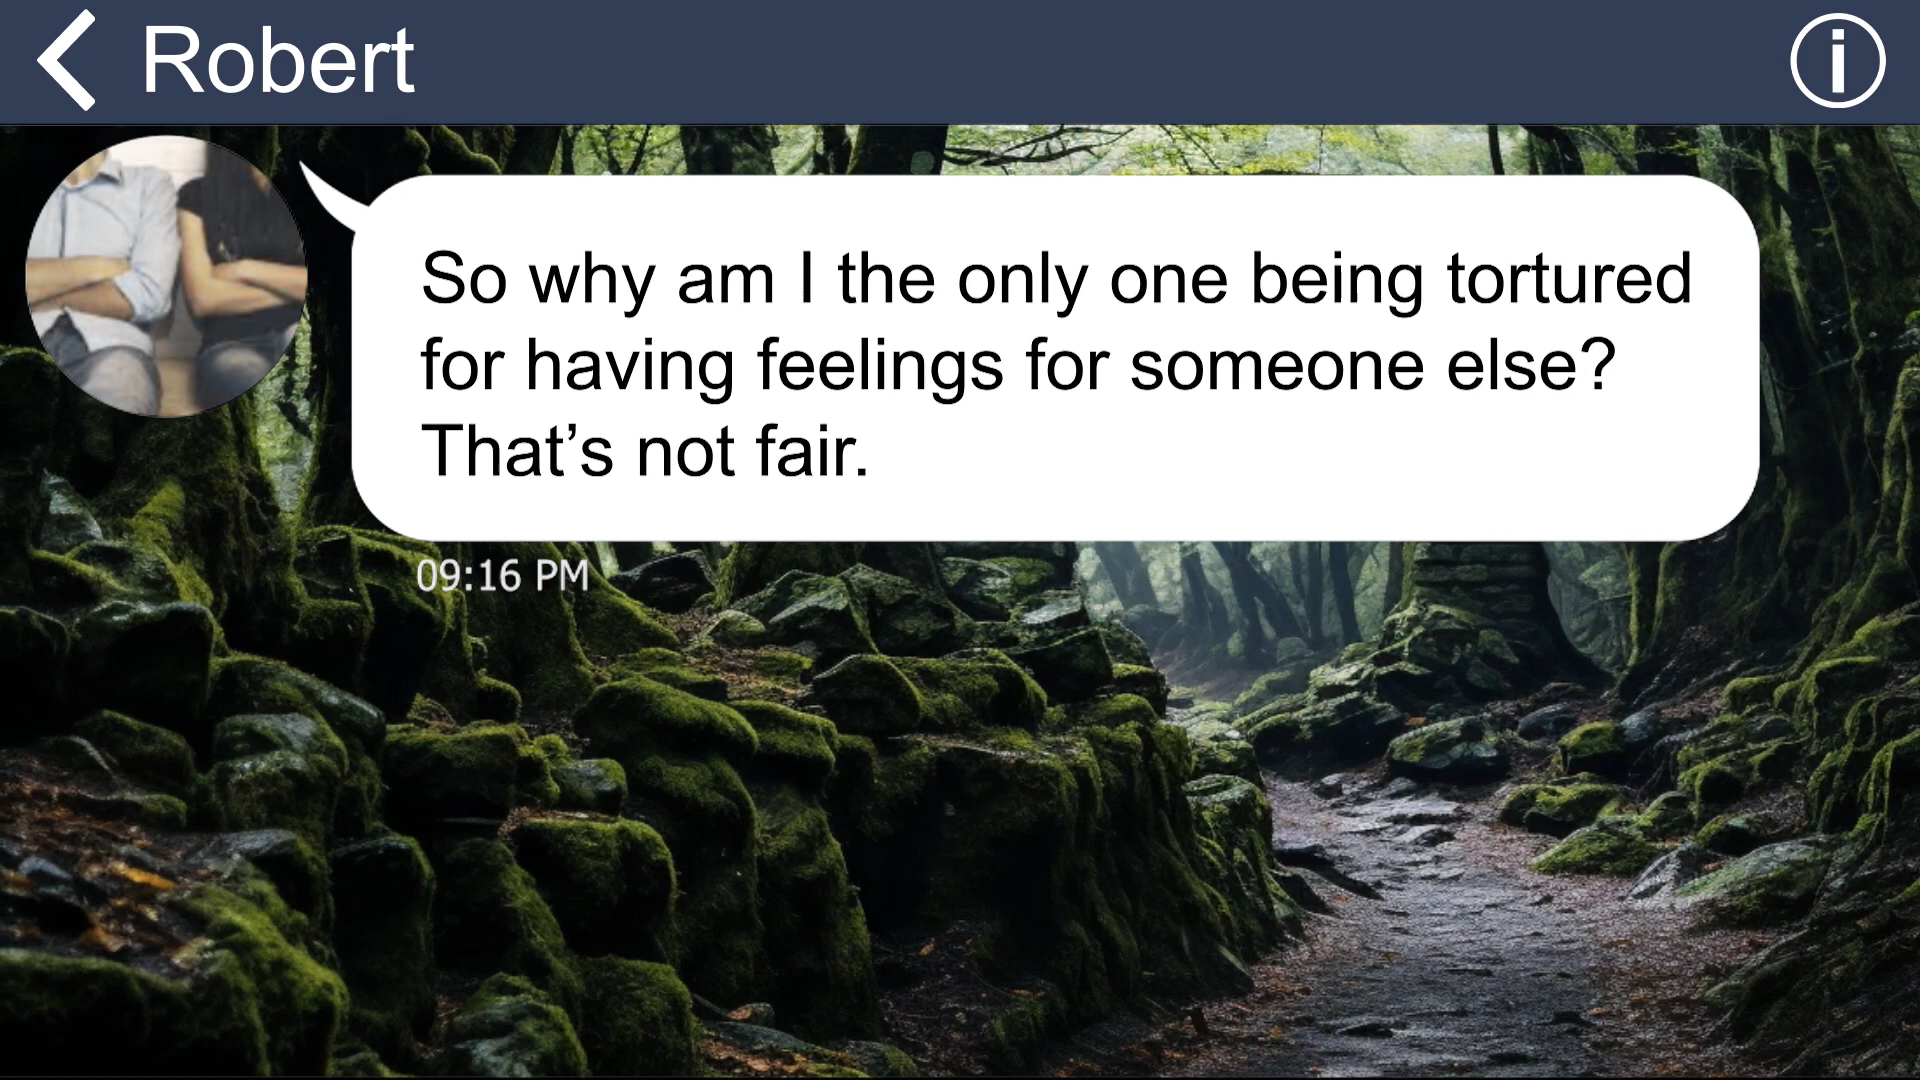 Robert
So why am I the only one being tortured
for having feelings for someone else?
That’s not fair.
09:16 PM